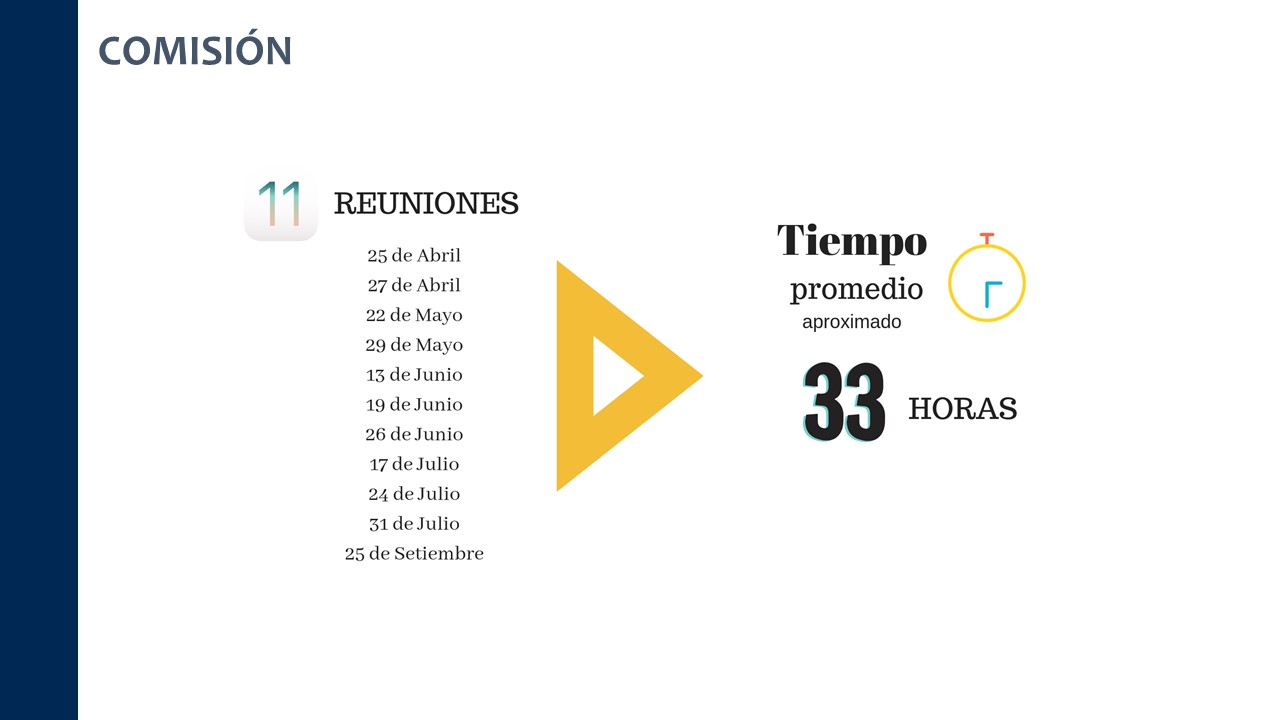 COMISIÓN
11 REUNIONES
25 de Abril
27 de Abril
22 de Mayo
29 de Mayo
13 de Junio
19 de Junio
26 de Junio
17 de Julio
24 de Julio
31 de Julio
25 de Setiembre
Tiempo
promedio
aproximado
33 HORAS